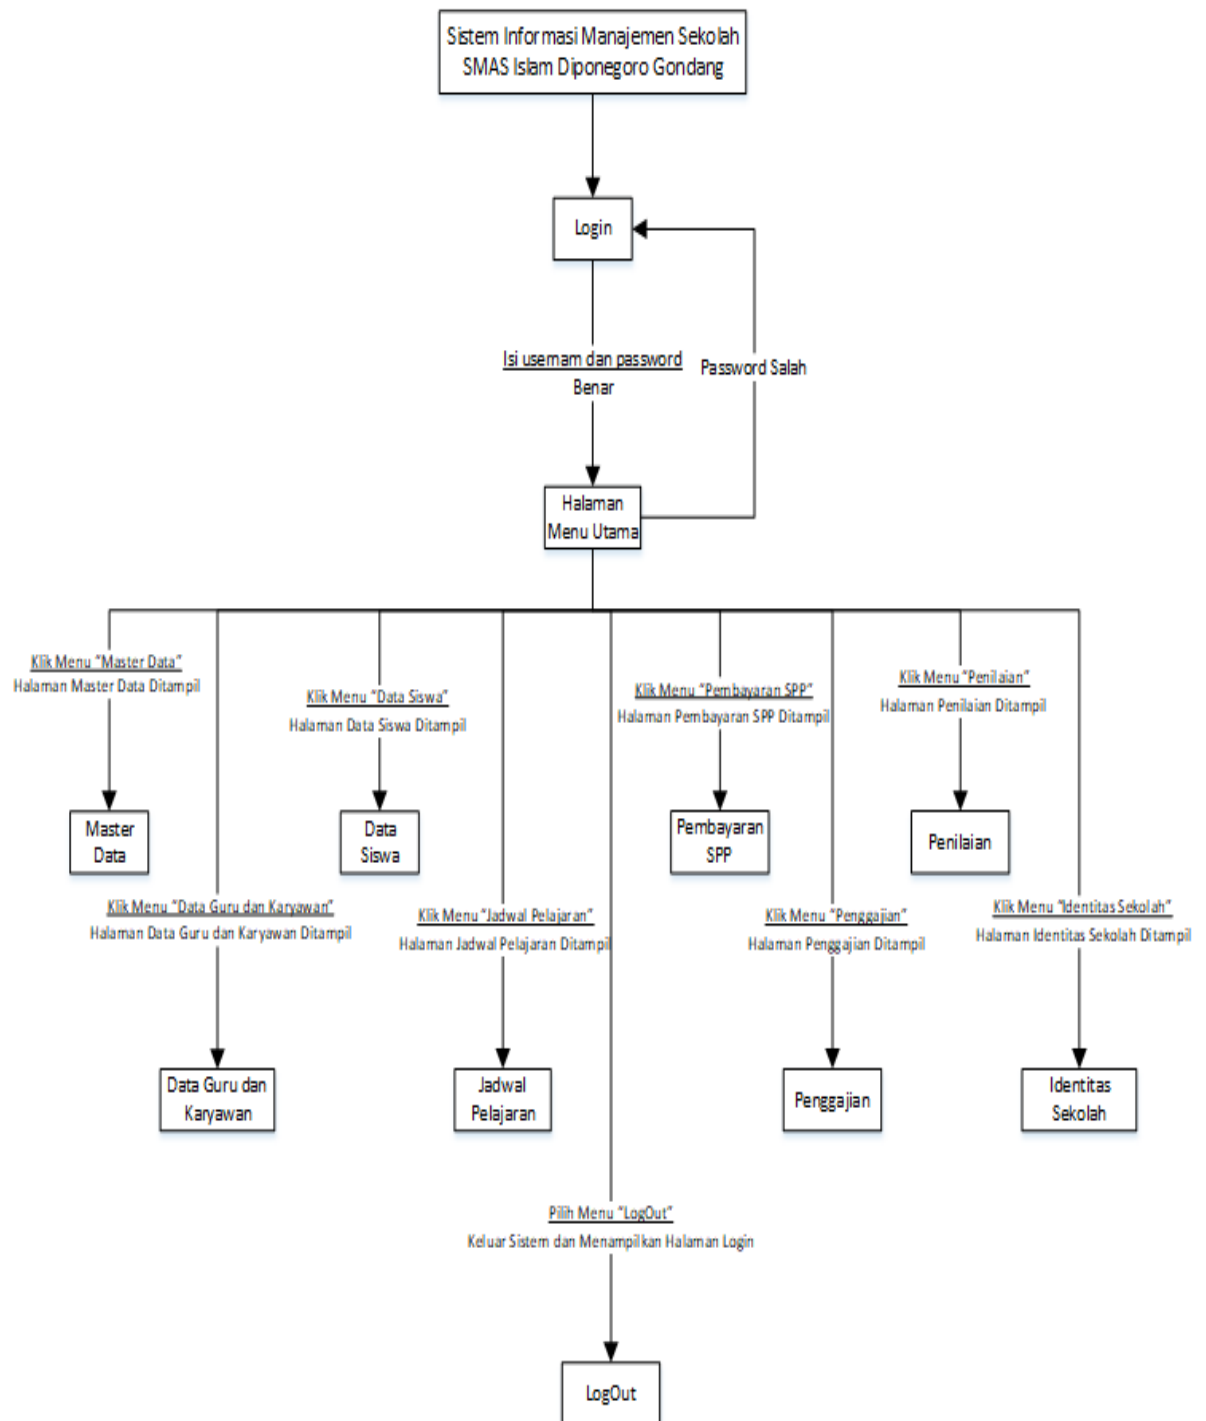 Sistem Informasi Manajemen Sekolah
SMAS Islam Diponegoro Gondang
Login
Isi usernam dan password
Benar
Password Salah
Halaman
Menu Utama
Klik Menu “Master Data”
Halaman Master Data Ditampil
Klik Menu “Data Siswa”
Halaman Data Siswa Ditampil
Klik Menu “Pembayaran SPP”
Halaman Pembayaran SPP Ditampil
Klik Menu “Penilaian”
Halaman Penilaian Ditampil
Master
Data
Data
Siswa
Pembayaran
SPP
Penilaian
Klik Menu “Data Guru dan Karyawan”
Halaman Data Guru dan Karyawan Ditampil
Klik Menu “Jadwal Pelajaran”
Halaman Jadwal Pelajaran Ditampil
Klik Menu “Penggajian”
Halaman Penggajian Ditampil
Klik Menu “Identitas Sekolah”
Halaman Identitas Sekolah Ditampil
Data Guru dan
Karyawan
Jadwal
Pelajaran
Penggajian
Identitas
Sekolah
Pilih Menu “LogOut”
Keluar Sistem dan Menampilkan Halaman Login
LogOut